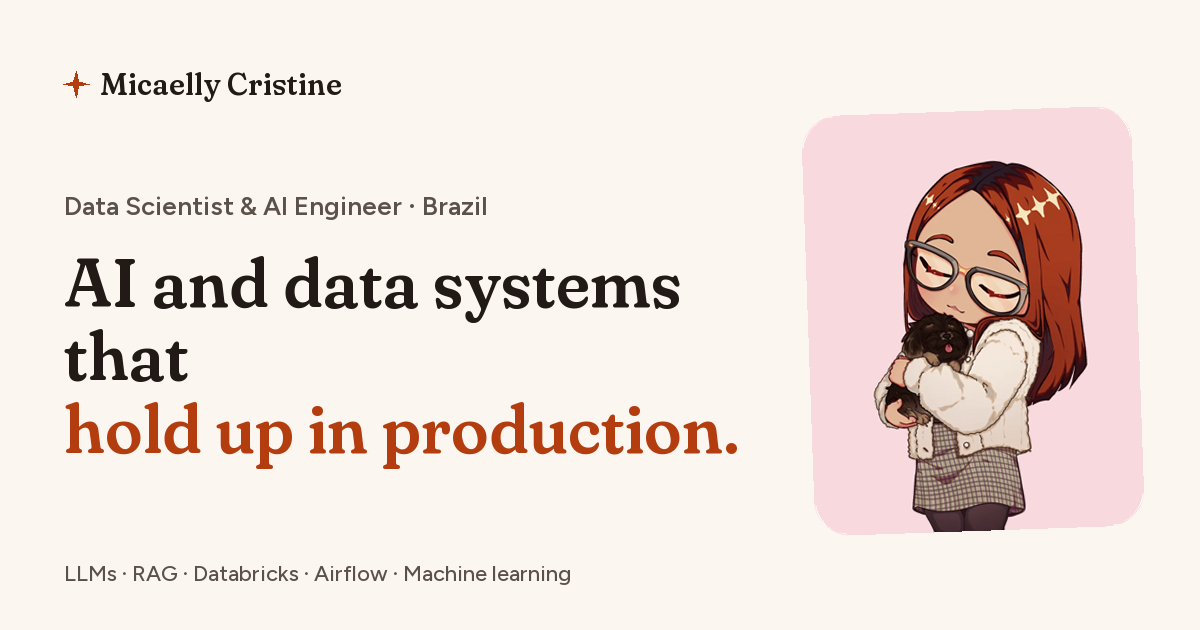 Micaelly Cristine
Data Scientist & AI Engineer · Brazil
AI and data systems
that
hold up in production.
LLMs · RAG · Databricks · Airflow · Machine learning